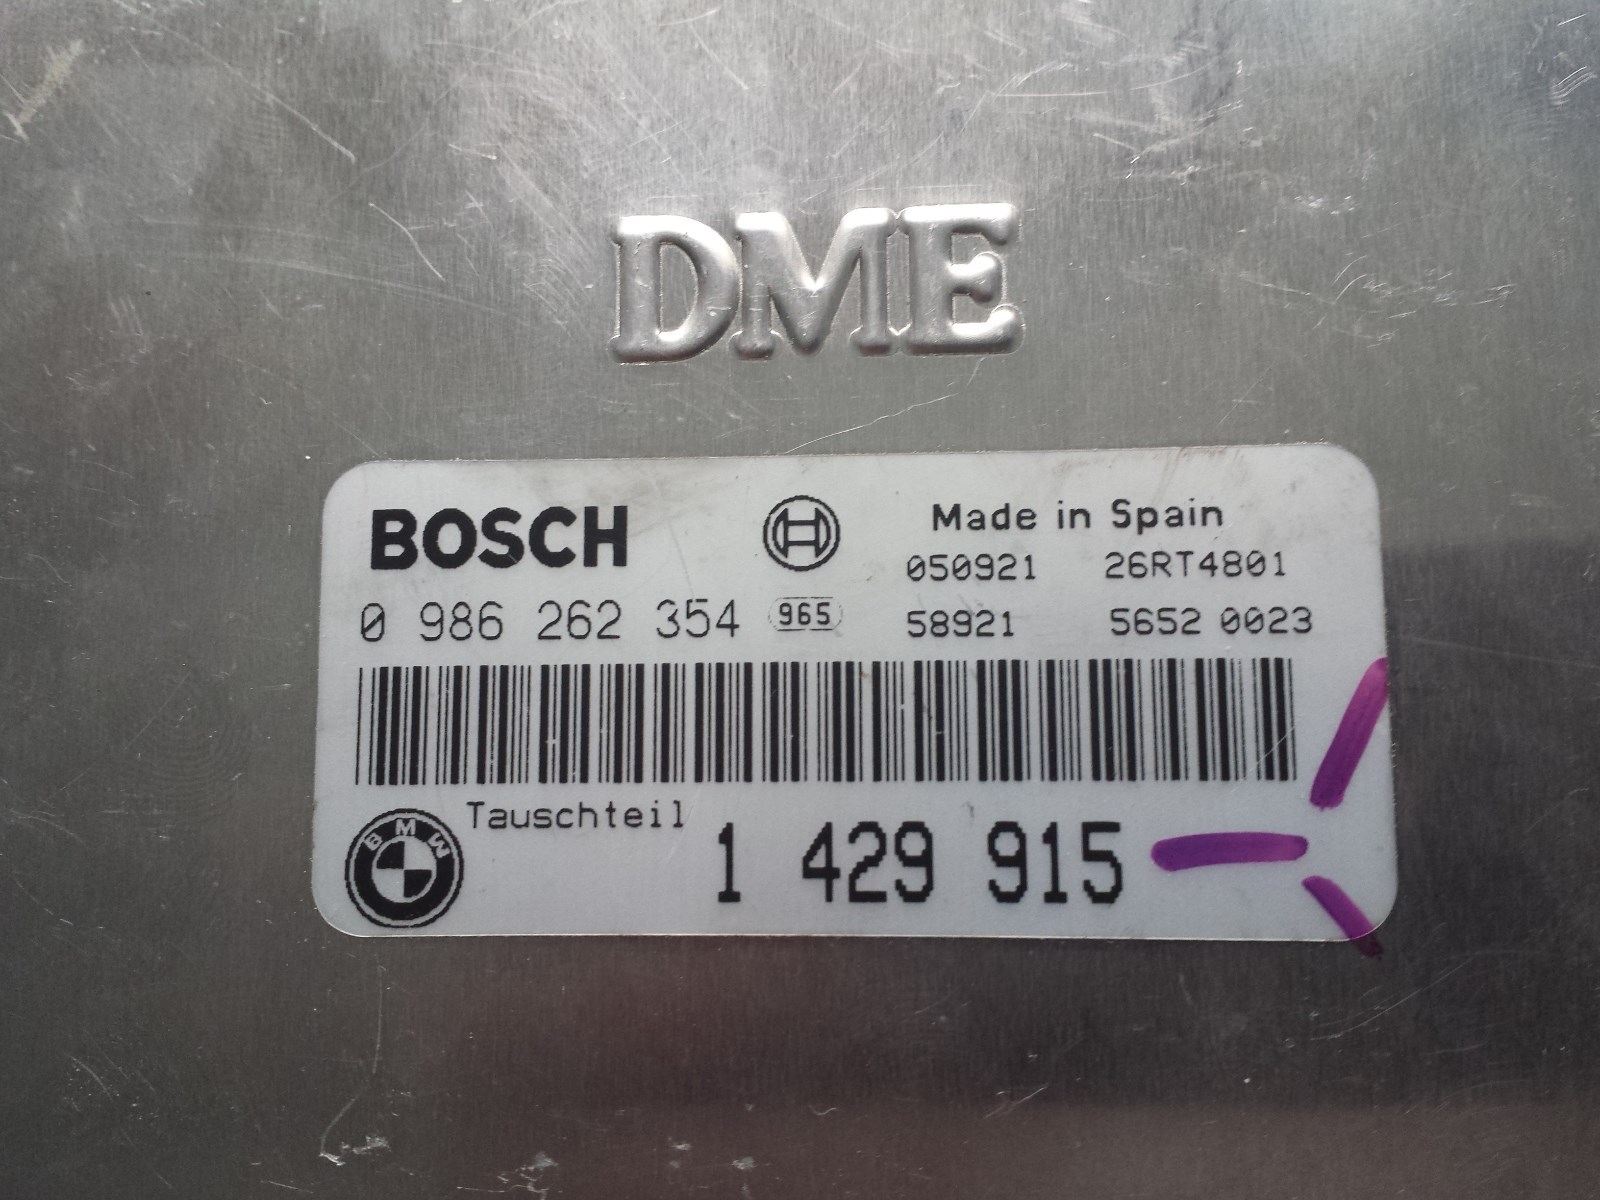 DME
BOSCH Made in Spain
050921 26RT4801
0 986 262 354 965 58921 5652 0023
Tauschteil
BMW 1 429 915